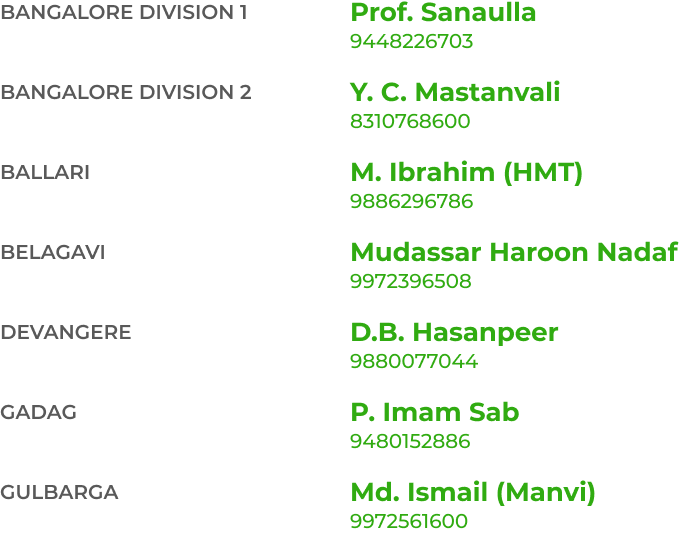 BANGALORE DIVISION 1
Prof. Sanaulla
9448226703
BANGALORE DIVISION 2
Y. C. Mastanvali
8310768600
BALLARI
M. Ibrahim (HMT)
9886296786
BELAGAVI
Mudassar Haroon Nadaf
9972396508
DEVANGERE
D.B. Hasanpeer
9880077044
GADAG
P. Imam Sab
9480152886
GULBARGA
Md. Ismail (Manvi)
9972561600